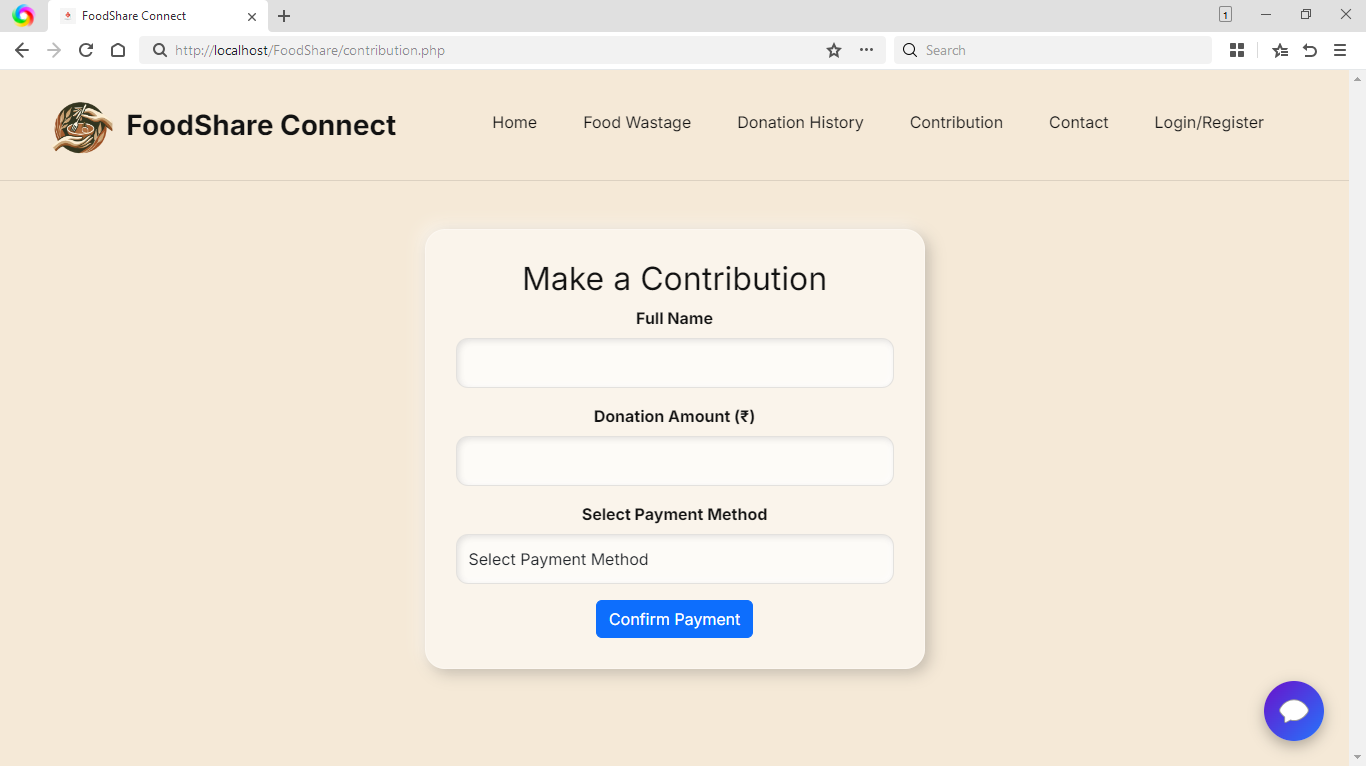 FoodShare Connect
1
http://localhost/FoodShare/contribution.php
Search
FoodShare Connect
Home Food Wastage Donation History Contribution Contact Login/Register
Make a Contribution
Full Name
Donation Amount (₹)
Select Payment Method
Select Payment Method
Confirm Payment